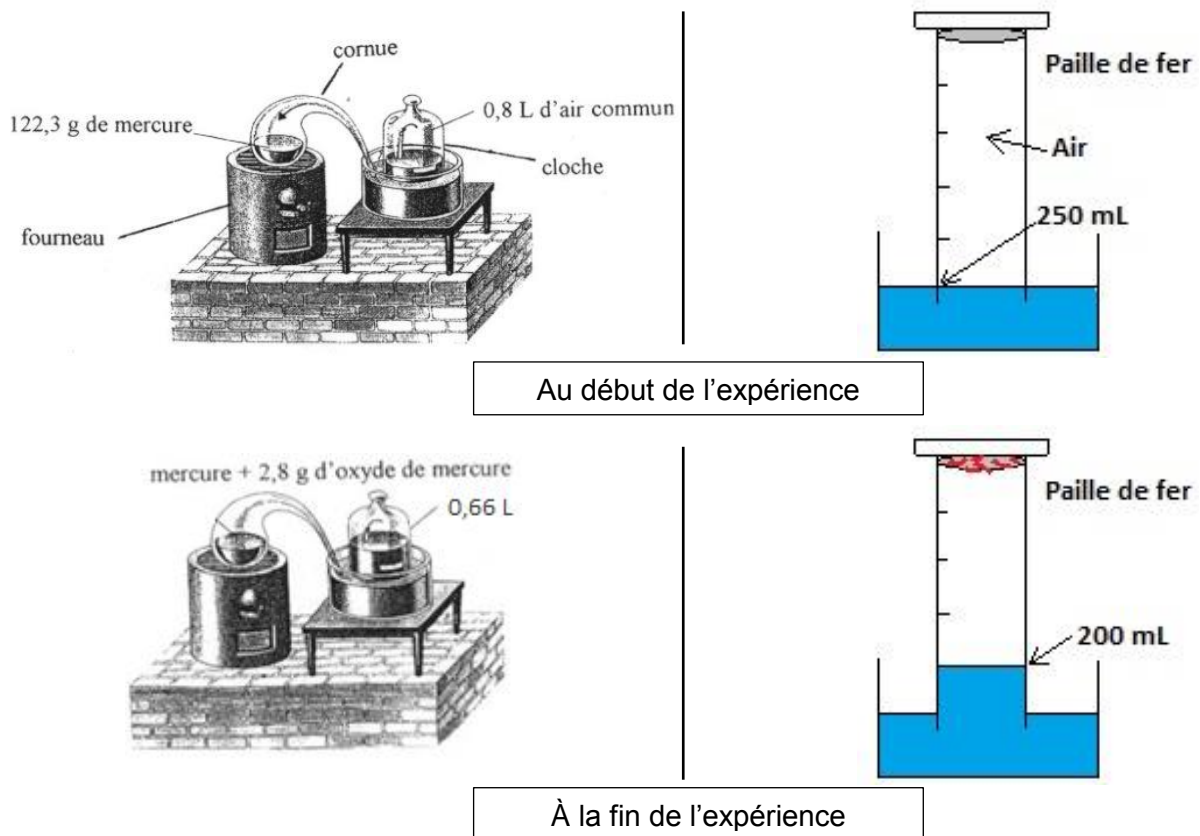 cornue
122,3 g de mercure
0,8 L d'air commun
cloche
fourneau
Paille de fer
Air
250 mL
Au début de l'expérience
mercure + 2,8 g d'oxyde de mercure
0,66 L
Paille de fer
200 mL
À la fin de l'expérience